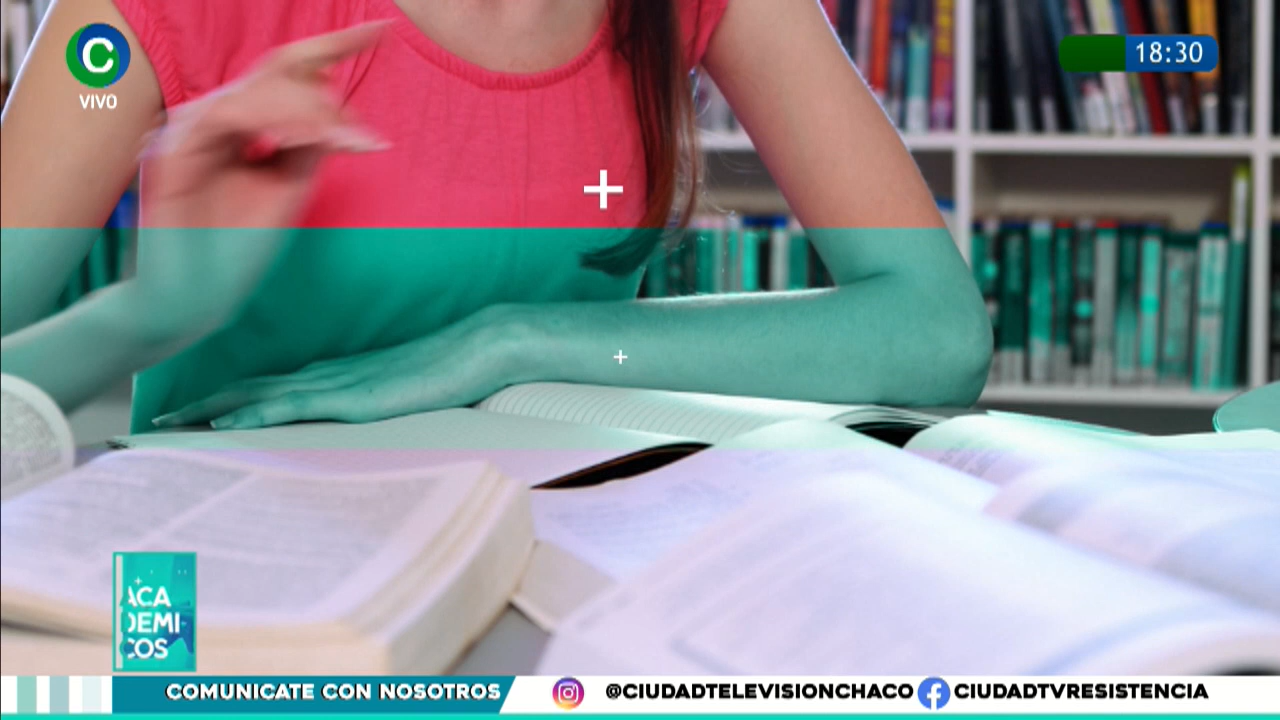 C
VIVO
18:30
ACA
DEMI
COS
COMUNICATE CON NOSOTROS
@CIUDADTELEVISIONCHACO
CIUDADTVRESISTENCIA